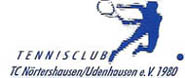 TENNISCLUB
TC Nörtershausen/Udenhausen e.V. 1980